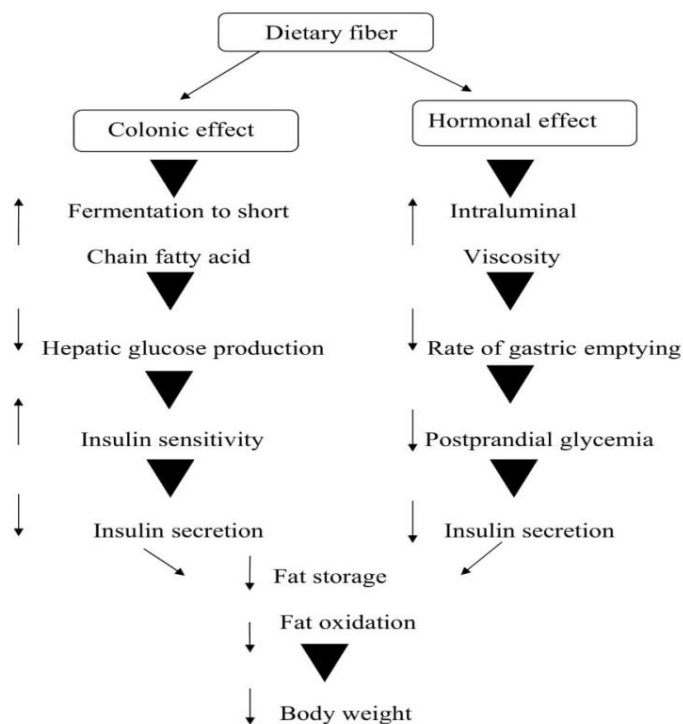 Dietary fiber
Colonic effect
Fermentation to short
Chain fatty acid
Hepatic glucose production
Insulin sensitivity
Insulin secretion
Hormonal effect
Intraluminal
Viscosity
Rate of gastric emptying
Postprandial glycemia
Insulin secretion
Fat storage
Fat oxidation
Body weight